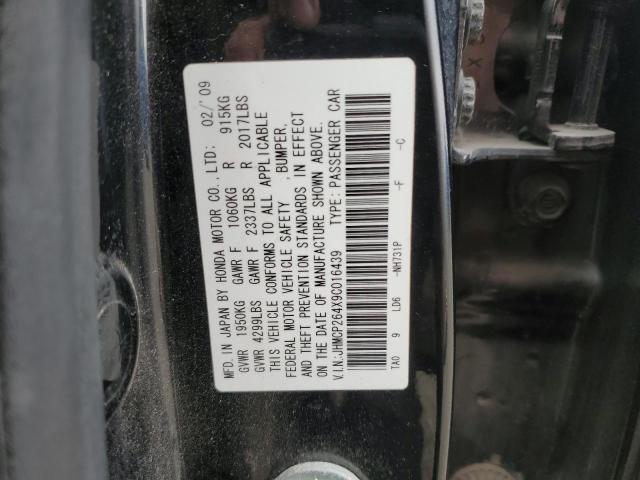 MFD. IN JAPAN BY HONDA MOTOR CO., LTD: 02/'09
GVWR 1950KG GAWR F 1060KG R 915KG
GVWR 4299LBS GAWR F 2337LBS R 2017LBS
THIS VEHICLE CONFORMS TO ALL APPLICABLE
FEDERAL MOTOR VEHICLE SAFETY , BUMPER,
AND THEFT PREVENTION STANDARDS IN EFFECT
ON THE DATE OF MANUFACTURE SHOWN ABOVE.
V.I.N.:JHMCP264X9C016439 TYPE: PASSENGER CAR
TA0 9 LD6 -NH731P -F -C